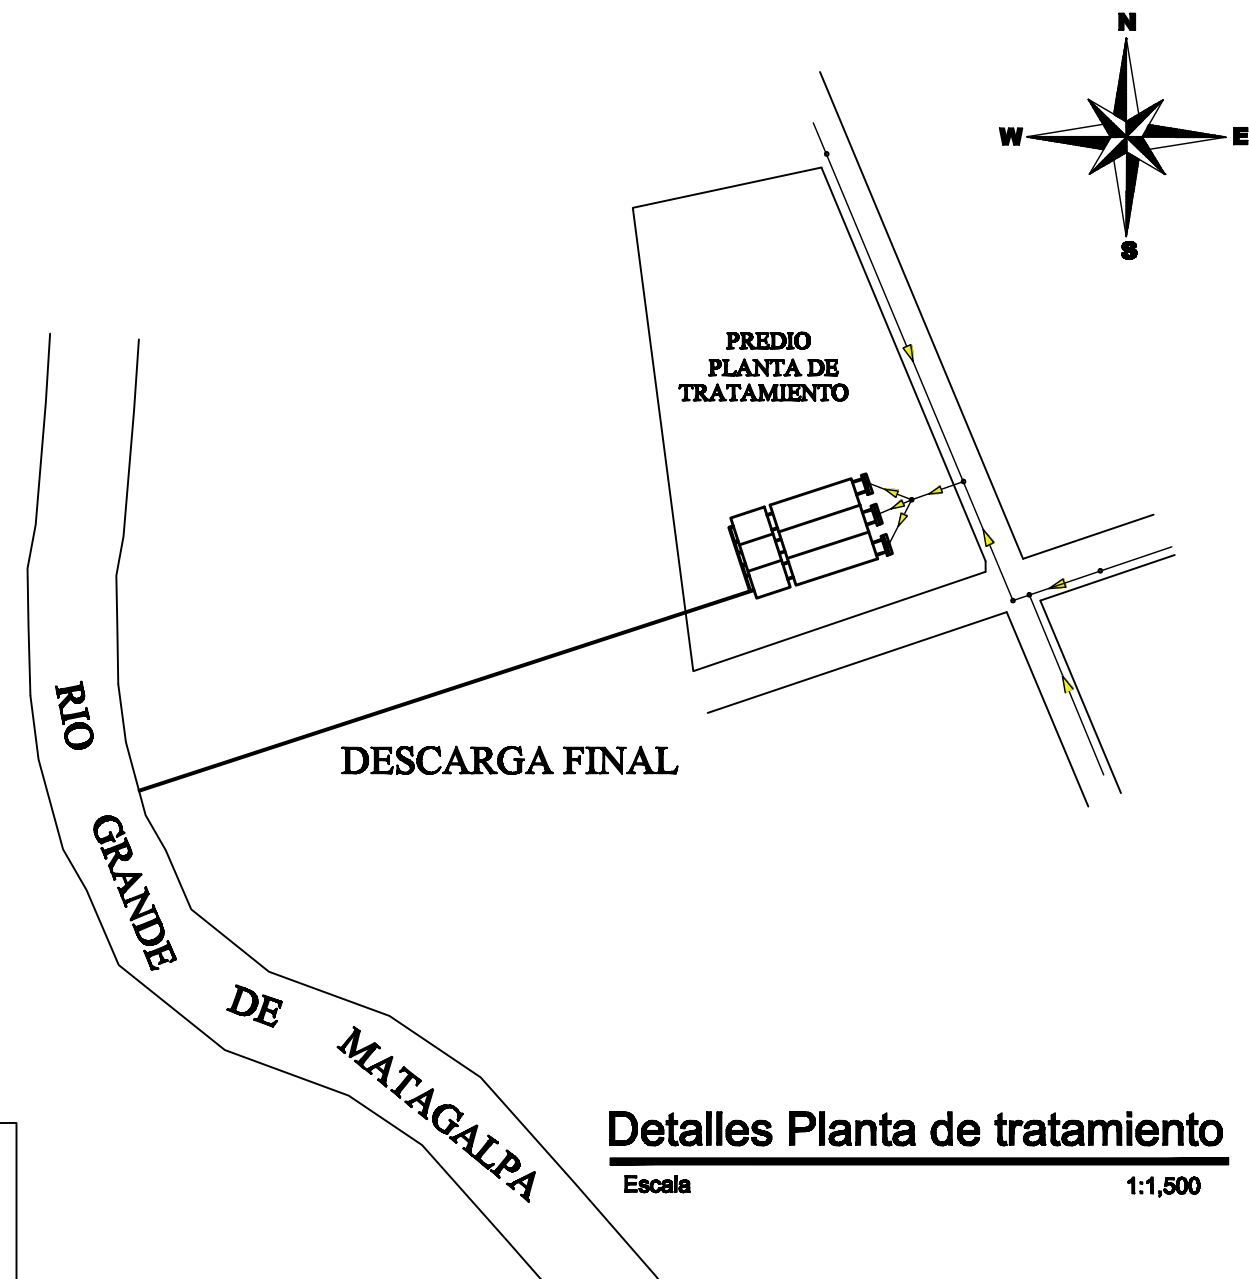 N
W
E
S
PREDIO
PLANTA DE
TRATAMIENTO
RIO
GRANDE
DE
MATAGALPA
DESCARGA FINAL
Detalles Planta de tratamiento
Escala
1:1,500